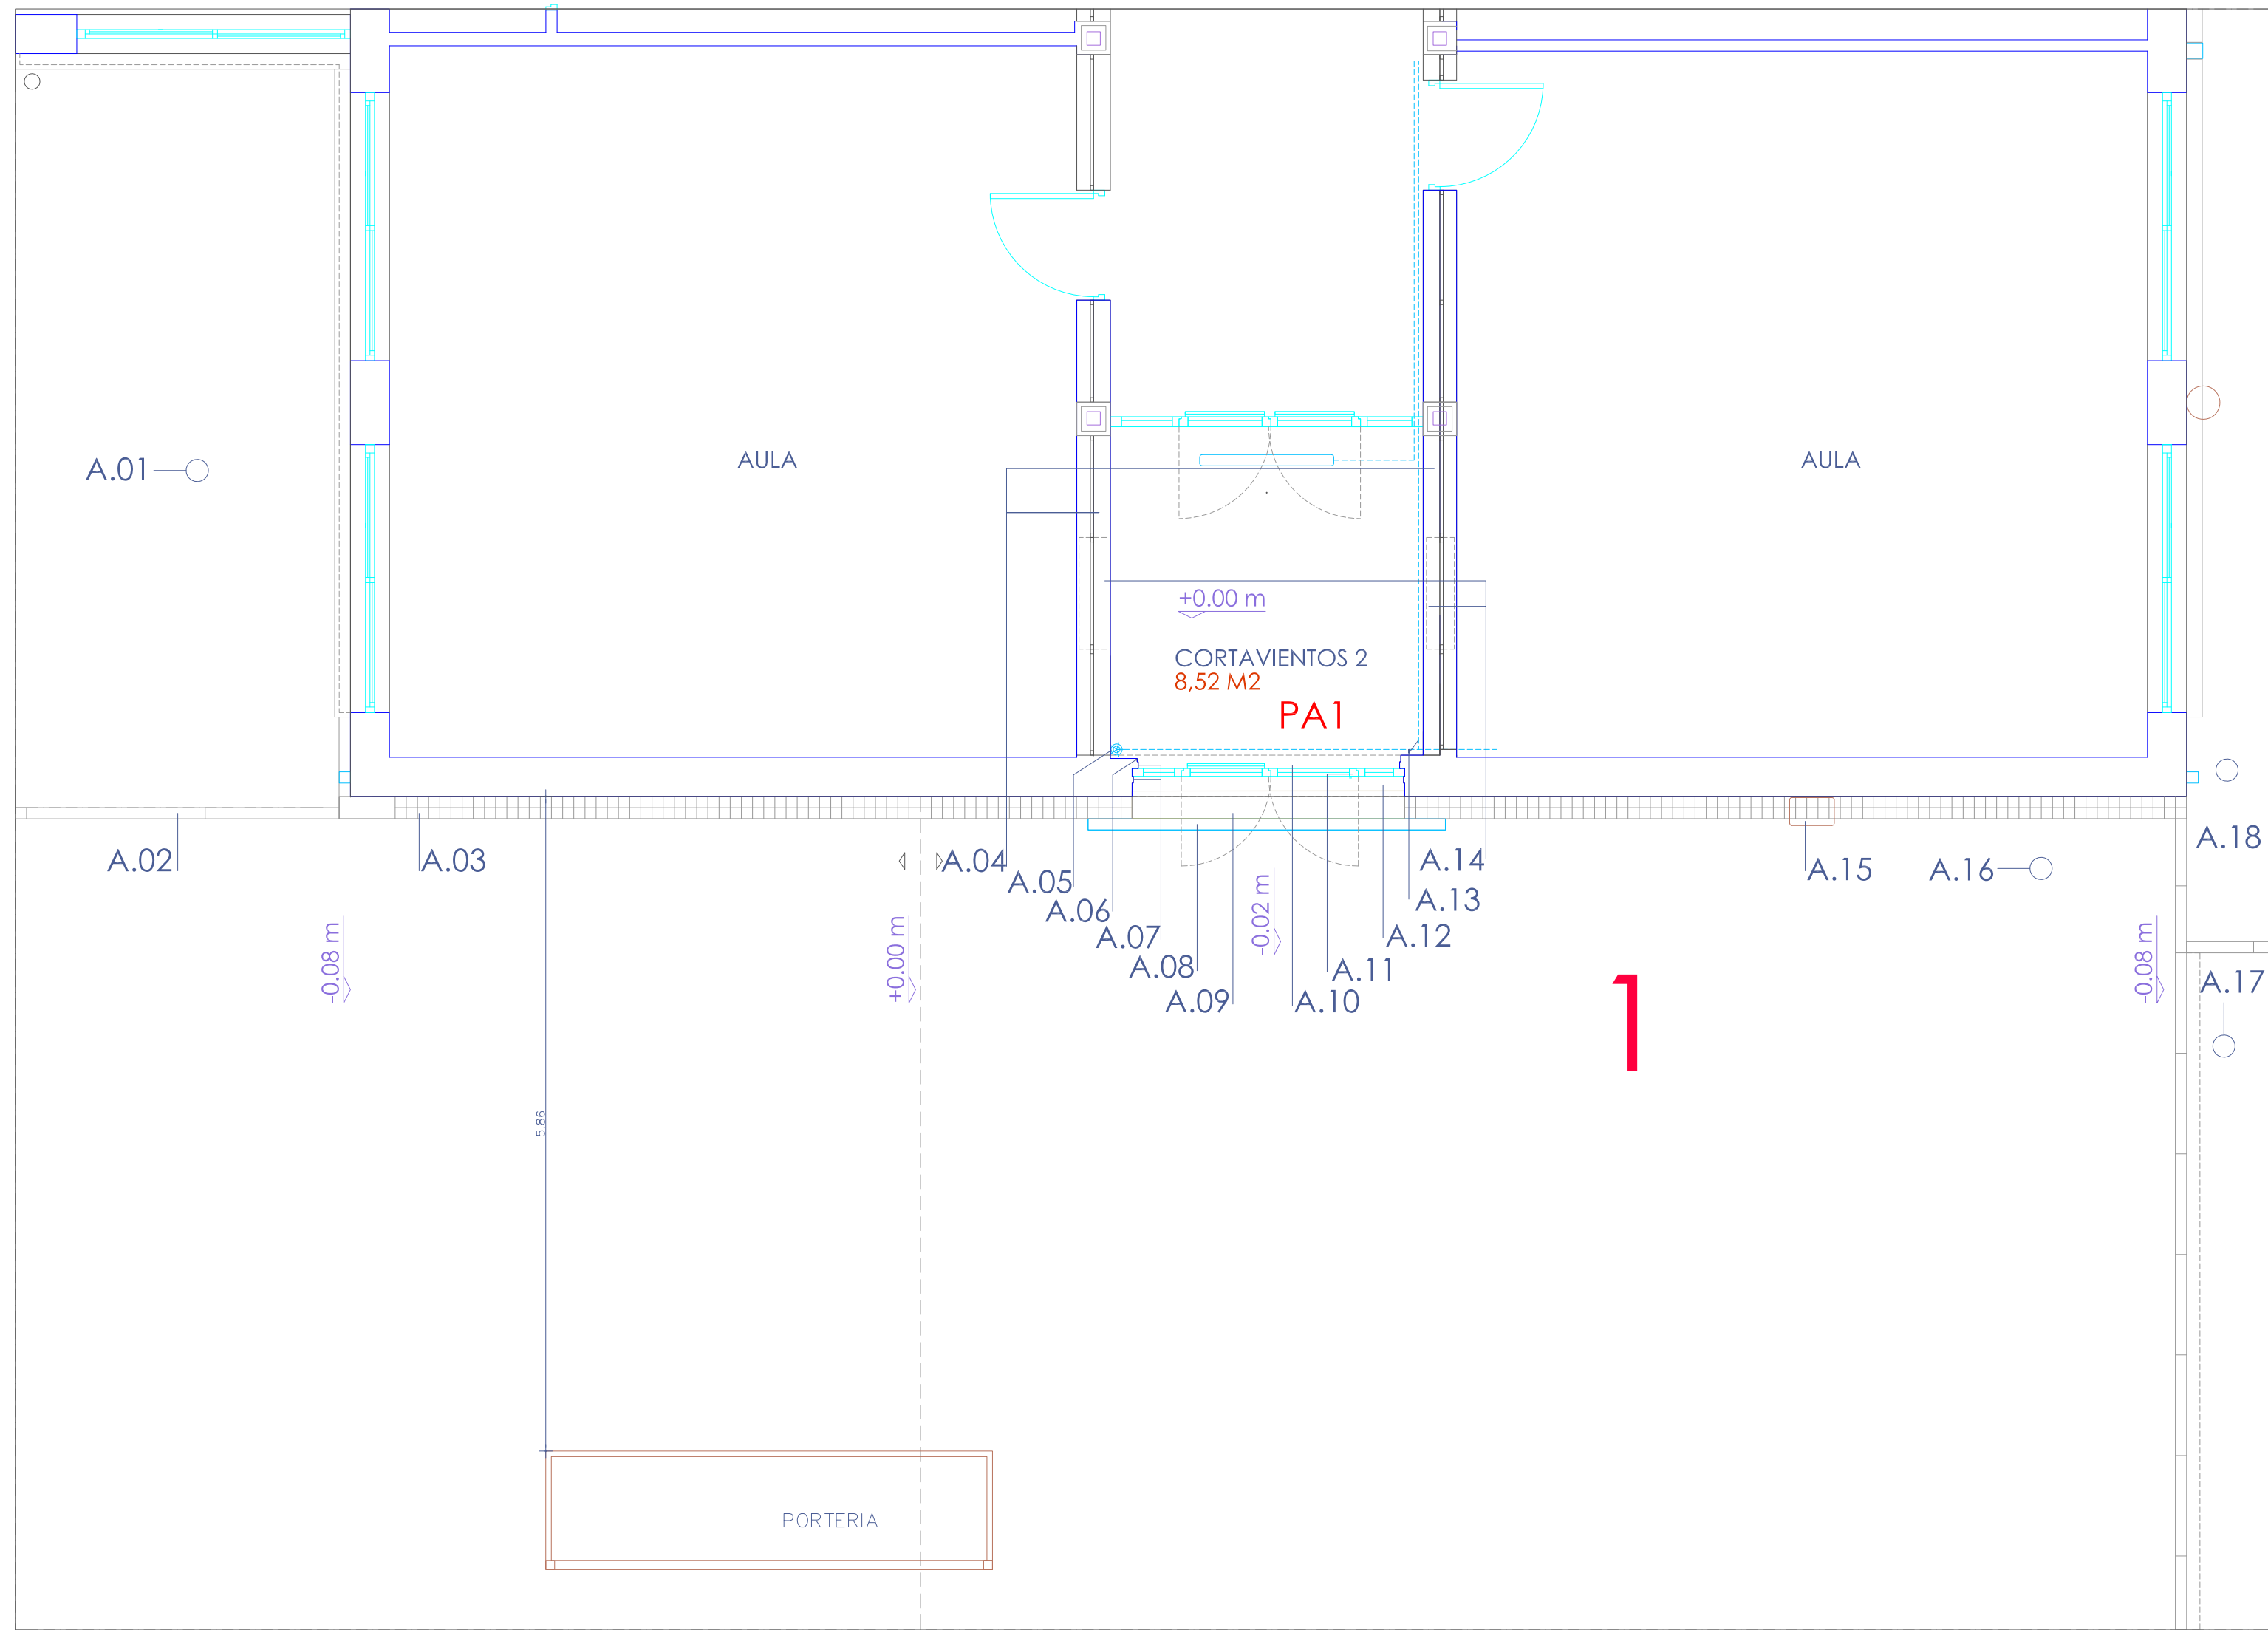 A.01
AULA
AULA
+0.00 m
CORTAVIENTOS 2
8,52 M2
PA1
A.02
A.03
A.04
A.05
A.06
A.07
A.08
A.09
A.10
A.11
A.12
A.13
A.14
A.15
A.16
A.17
A.18
-0.08 m
+0.00 m
-0.02 m
-0.08 m
1
5.86
PORTERIA